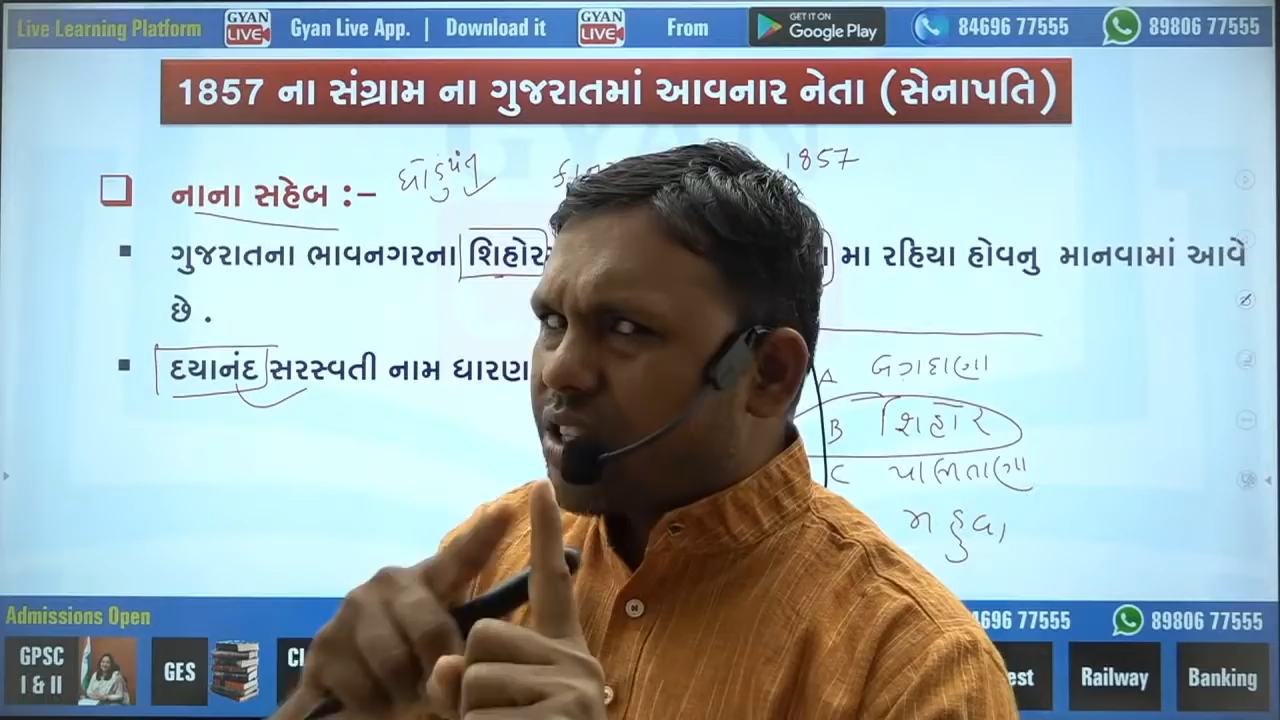 Live Learning Platform GYAN LIVE Gyan Live App. | Download it GYAN LIVE From GET IT ON Google Play 84696 77555 89806 77555
1857 ના સંગ્રામ ના ગુજરાતમાં આવનાર નેતા (સેનાપતિ)
નાના સહેબ :– 1857
ગુજરાતના ભાવનગરના શિહોર મા રહિયા હોવનુ માનવામાં આવે
છે .
દયાનંદ સરસ્વતી નામ ધારણ
A બગદાણા
B શિહોર
C પાલિતાણા
મહુવા
Admissions Open 84696 77555 89806 77555
GPSC I & II GES Railway Banking